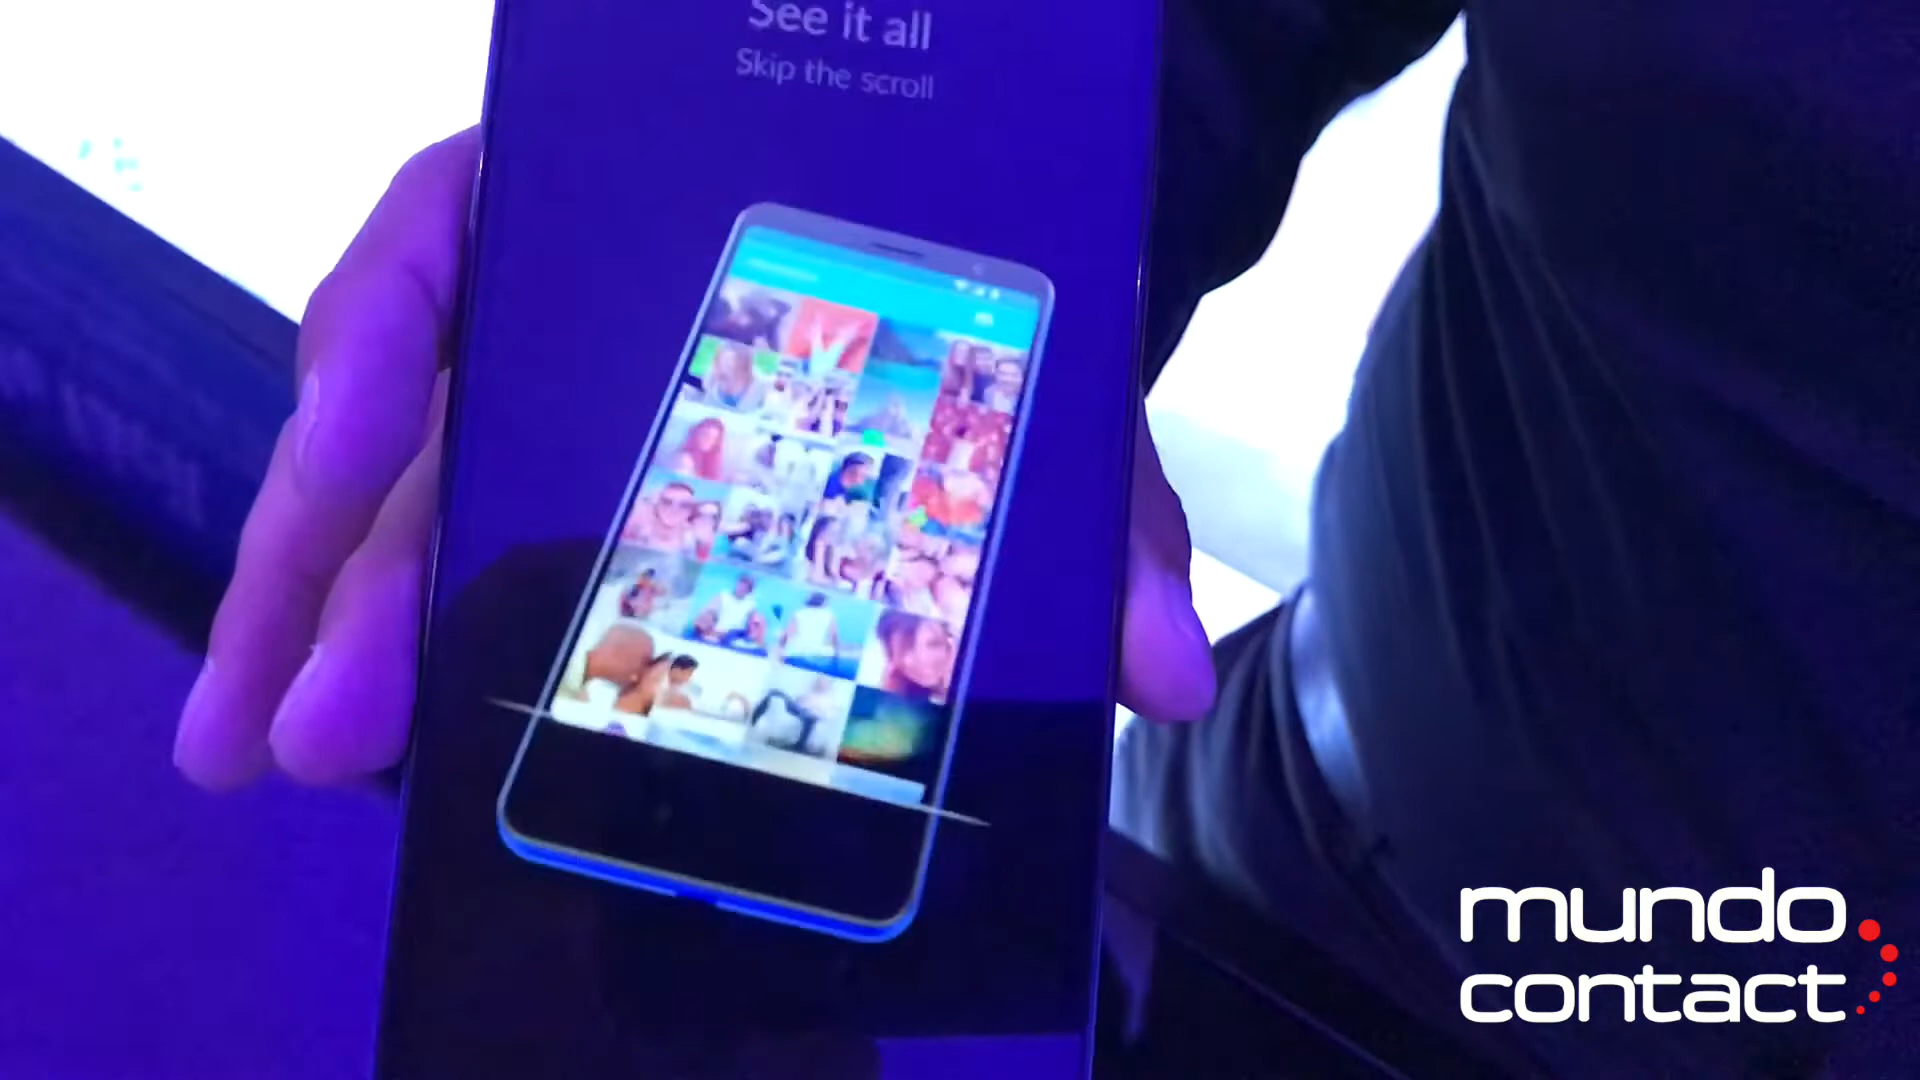 See it all
Skip the scroll
mundo
contact